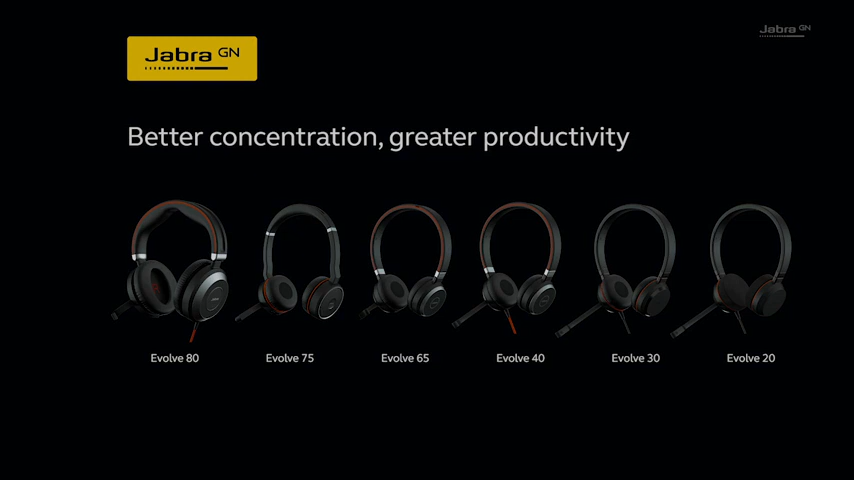 Jabra GN
Jabra GN
Better concentration, greater productivity
Evolve 80
Evolve 75
Evolve 65
Evolve 40
Evolve 30
Evolve 20